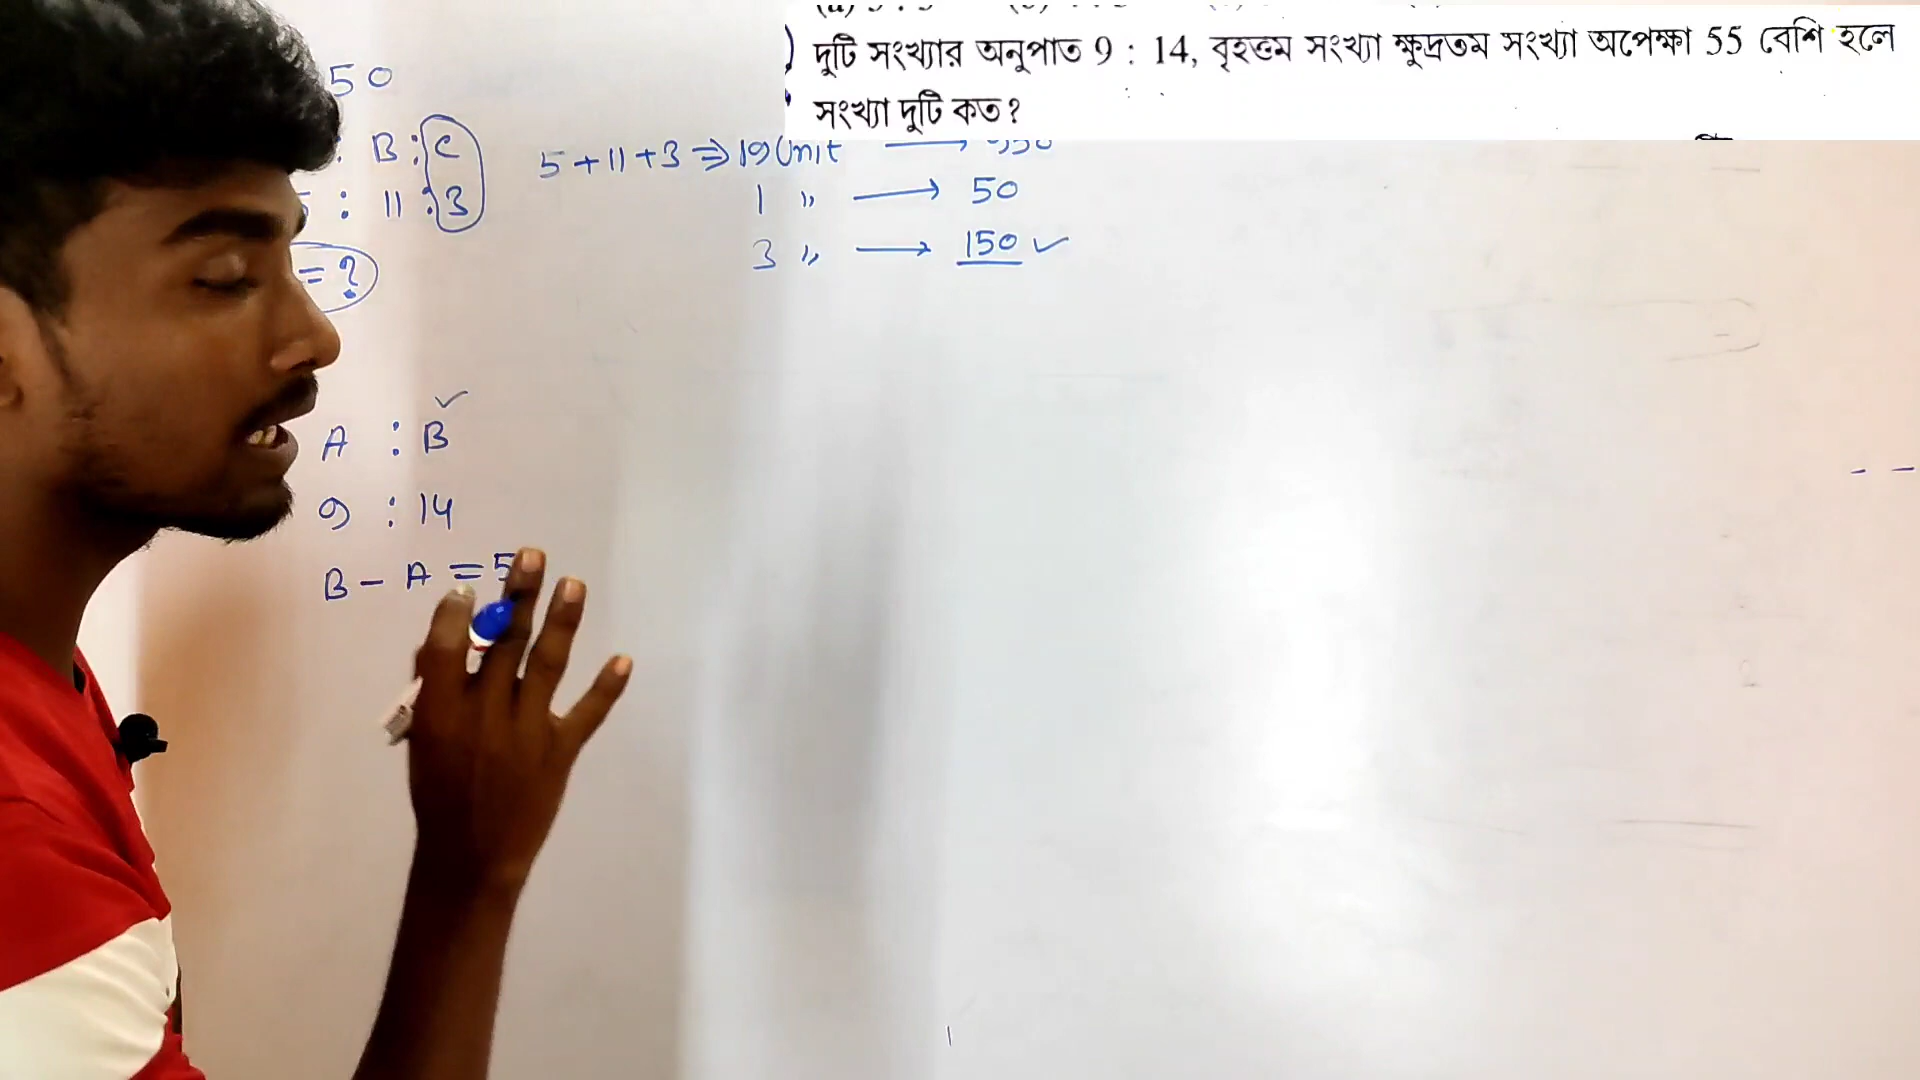 দুটি সংখ্যার অনুপাত 9 : 14, বৃহত্তম সংখ্যা ক্ষুদ্রতম সংখ্যা অপেক্ষা 55 বেশি হলে
সংখ্যা দুটি কত?
50
B : C
: 11 : 3
= ?
5 + 11 + 3 ⇒ 19 Unit →
1 " → 50
3 " → 150 ✓
A : B ✓
9 : 14
B - A = 5